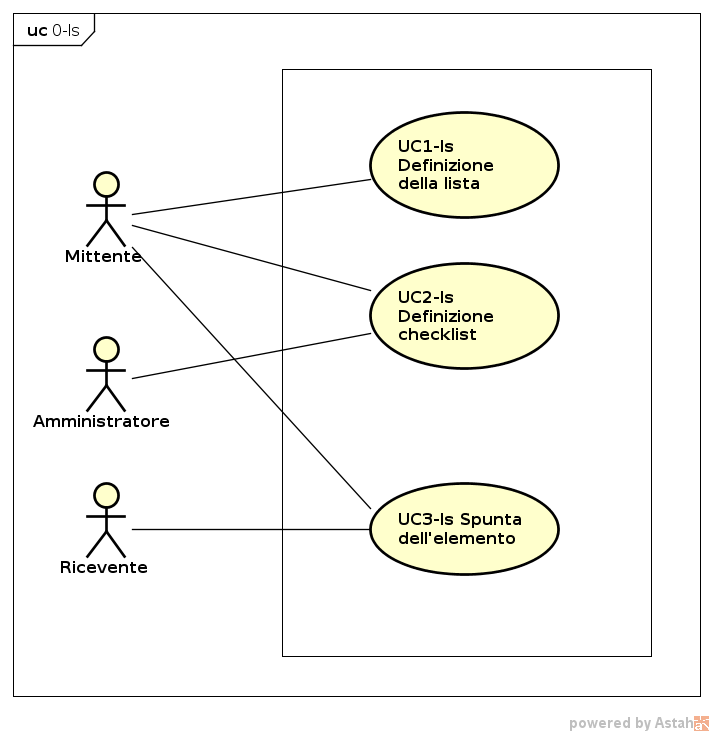 uc 0-ls
UC1-ls
Definizione
della lista
Mittente
UC2-ls
Definizione
checklist
Amministratore
UC3-ls Spunta
dell'elemento
Ricevente
powered by Astah